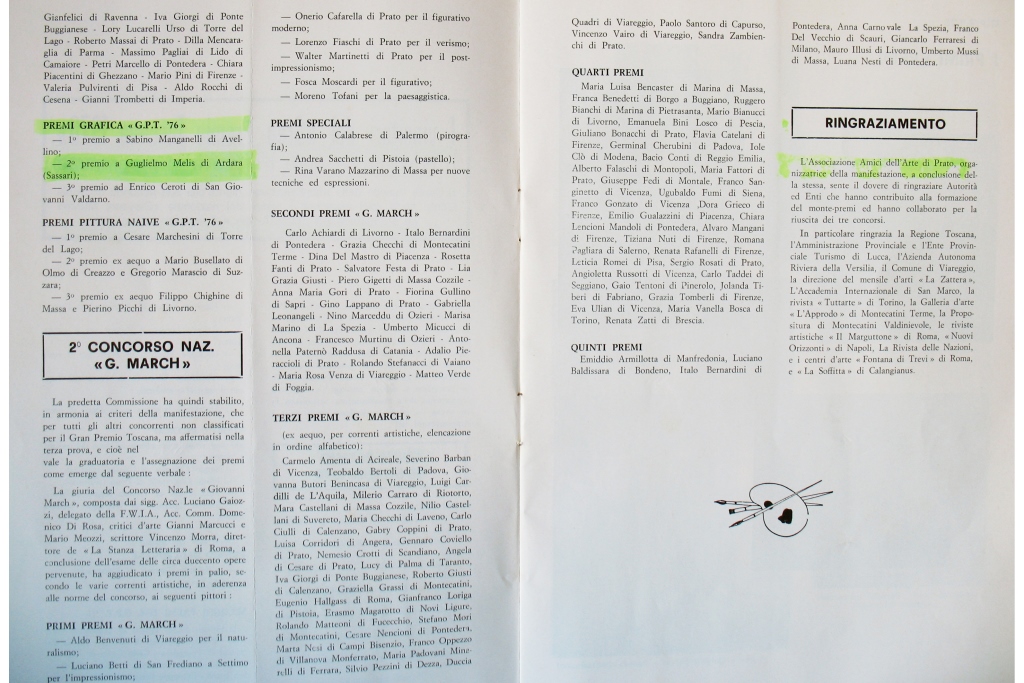 Gianfelici di Ravenna - Iva Giorgi di Ponte
Buggianese - Lory Lucarelli Urso di Torre del
Lago - Roberto Massai di Prato - Dilla Mencara-
glia di Parma - Massimo Pagliai di Lido di
Camaiore - Petri Marcello di Pontedera - Chiara
Piacentini di Ghezzano - Mario Pini di Firenze -
Valeria Pulvirenti di Pisa - Aldo Rocchi di
Cesena - Gianni Trombetti di Imperia.
PREMI GRAFICA « G.P.T. '76 »
— 1º premio a Sabino Manganelli di Avel-
lino;
— 2º premio a Guglielmo Melis di Ardara
(Sassari);
— 3º premio ad Enrico Ceroti di San Gio-
vanni Valdarno.
PREMI PITTURA NAIVE « G.P.T. '76 »
— 1º premio a Cesare Marchesini di Torre
del Lago;
— 2º premio ex aequo a Mario Busellato di
Olmo di Creazzo e Gregorio Marascio di Suz-
zara;
— 3º premio ex aequo Filippo Chighine di
Massa e Pierino Picchi di Livorno.
2º CONCORSO NAZ.
« G. MARCH »
La predetta Commissione ha quindi stabilito,
in armonia ai criteri della manifestazione, che
per tutti gli altri concorrenti non classificati
per il Gran Premio Toscana, ma affermatisi nella
terza prova, e cioè nel
vale la graduatoria e l'assegnazione dei premi
come emerge dal seguente verbale :
La giuria del Concorso Naz.le « Giovanni
March », composta dai sigg. Acc. Luciano Gaioz-
zi, delegato della F.W.I.A., Acc. Comm. Dome-
nico Di Rosa, critici d'arte Gianni Marcucci e
Mario Meozzi, scrittore Vincenzo Morra, diret-
tore de « La Stanza Letteraria » di Roma, a
conclusione dell'esame delle circa duecento opere
pervenute, ha aggiudicato i premi in palio, se-
condo le varie correnti artistiche, in aderenza
alle norme del concorso, ai seguenti pittori :
PRIMI PREMI « G. MARCH »
— Aldo Benvenuti di Viareggio per il natu-
ralismo;
— Luciano Betti di San Frediano a Settimo
per l'impressionismo;
— Onerio Cafarella di Prato per il figurativo
moderno;
— Lorenzo Fiaschi di Prato per il verismo;
— Walter Martinetti di Prato per il post-
impressionismo;
— Fosca Moscardi per il figurativo;
— Moreno Tofani per la paesaggistica.
PREMI SPECIALI
— Antonio Calabrese di Palermo (pirogra-
fia);
— Andrea Sacchetti di Pistoia (pastello);
— Rina Varano Mazzarino di Massa per nuove
tecniche ed espressioni.
SECONDI PREMI « G. MARCH »
Carlo Achiardi di Livorno - Italo Bernardini
di Pontedera - Grazia Checchi di Montecatini
Terme - Dina Del Mastro di Piacenza - Rosetta
Fanti di Prato - Salvatore Festa di Prato - Lia
Grazia Giusti - Piero Gigetti di Massa Cozzile -
Anna Maria Gori di Prato - Fiorina Gullino
di Sapri - Gino Lappano di Prato - Gabriella
Leonangeli - Nino Marceddu di Ozieri - Marisa
Marino di La Spezia - Umberto Micucci di
Ancona - Francesco Murtinu di Ozieri - Anto-
nella Paternò Raddusa di Catania - Adalio Pie-
raccioli di Prato - Rolando Stefanacci di Vaiano
- Maria Rosa Venza di Viareggio - Matteo Verde
di Foggia.
TERZI PREMI « G. MARCH »
(ex aequo, per correnti artistiche, elencazione
in ordine alfabetico) :
Carmelo Amenta di Acireale, Severino Barban
di Vicenza, Teobaldo Bertoli di Padova, Gio-
vanna Butori Benincasa di Viareggio, Luigi Car-
dilli de L'Aquila, Milerio Carraro di Riotorto,
Mara Castellani di Massa Cozzile, Nilio Castel-
lani di Suvereto, Maria Checchi di Laveno, Carlo
Ciulli di Calenzano, Gabry Coppini di Prato,
Luisa Corridori di Angera, Gennaro Coviello
di Prato, Nemesio Crotti di Scandiano, Angela
di Cesare di Prato, Lucy di Palma di Taranto,
Iva Giorgi di Ponte Buggianese, Roberto Giusti
di Calenzano, Graziella Grassi di Montecatini,
Eugenio Hallgass di Roma, Gianfranco Loriga
di Pistoia, Erasmo Magarotto di Novi Ligure,
Rolando Matteoni di Fucecchio, Stefano Mori
di Montecatini, Cesare Nencioni di Pontedera,
Marta Nesi di Campi Bisenzio, Franco Oppezzo
di Villanova Monferrato, Maria Padovani Minz-
relli di Ferrara, Silvio Pezzini di Dezza, Duccia
Quadri di Viareggio, Paolo Santoro di Capurso,
Vincenzo Vairo di Viareggio, Sandra Zambien-
chi di Prato.
QUARTI PREMI
Maria Luisa Bencaster di Marina di Massa,
Franca Benedetti di Borgo a Buggiano, Ruggero
Bianchi di Marina di Pietrasanta, Mario Bianucci
di Livorno, Emanuela Bini Losco di Pescia,
Giuliano Bonacchi di Prato, Flavia Catelani di
Firenze, Germinal Cherubini di Padova, Iole
Clò di Modena, Bacio Conti di Reggio Emilia,
Alberto Falaschi di Montopoli, Maria Fattori di
Prato, Giuseppe Fedi di Montale, Franco San-
ginetto di Vicenza, Ugubaldo Fumi di Siena,
Franco Gonzato di Vicenza ,Dora Grieco di
Firenze, Emilio Gualazzini di Piacenza, Chiara
Lencioni Mandoli di Pontedera, Alvaro Mangani
di Firenze, Tiziana Nuti di Firenze, Romana
Pagliara di Salerno, Renata Rafanelli di Firenze,
Leticia Romei di Pisa, Sergio Rosati di Prato,
Angioletta Russotti di Vicenza, Carlo Taddei di
Seggiano, Gaio Tentoni di Pinerolo, Jolanda Ti-
beri di Fabriano, Grazia Tomberli di Firenze,
Eva Ulian di Vicenza, Maria Vanella Bosca di
Torino, Renata Zatti di Brescia.
QUINTI PREMI
Emiddio Armillotta di Manfredonia, Luciano
Baldissara di Bondeno, Italo Bernardini di
Pontedera, Anna Carnovale La Spezia, Franco
Del Vecchio di Scauri, Giancarlo Ferraresi di
Milano, Mauro Illusi di Livorno, Umberto Mussi
di Massa, Luana Nesti di Pontedera.
RINGRAZIAMENTO
L'Associazione Amici dell'Arte di Prato, orga-
nizzatrice della manifestazione, a conclusione del-
la stessa, sente il dovere di ringraziare Autorità
ed Enti che hanno contribuito alla formazione
del monte-premi ed hanno collaborato per la
riuscita dei tre concorsi.
In particolare ringrazia la Regione Toscana,
l'Amministrazione Provinciale e l'Ente Provin-
ciale Turismo di Lucca, l'Azienda Autonoma
Riviera della Versilia, il Comune di Viareggio,
la direzione del mensile d'arti « La Zattera »,
L'Accademia Internazionale di San Marco, la
rivista « Tuttarte » di Torino, la Galleria d'arte
« L'Approdo » di Montecatini Terme, la Propo-
situra di Montecatini Valdinievole, le riviste
artistiche « Il Marguttone » di Roma, « Nuovi
Orizzonti » di Napoli, La Rivista delle Nazioni,
e i centri d'arte « Fontana di Trevi » di Roma,
e « La Soffitta » di Calangianus.